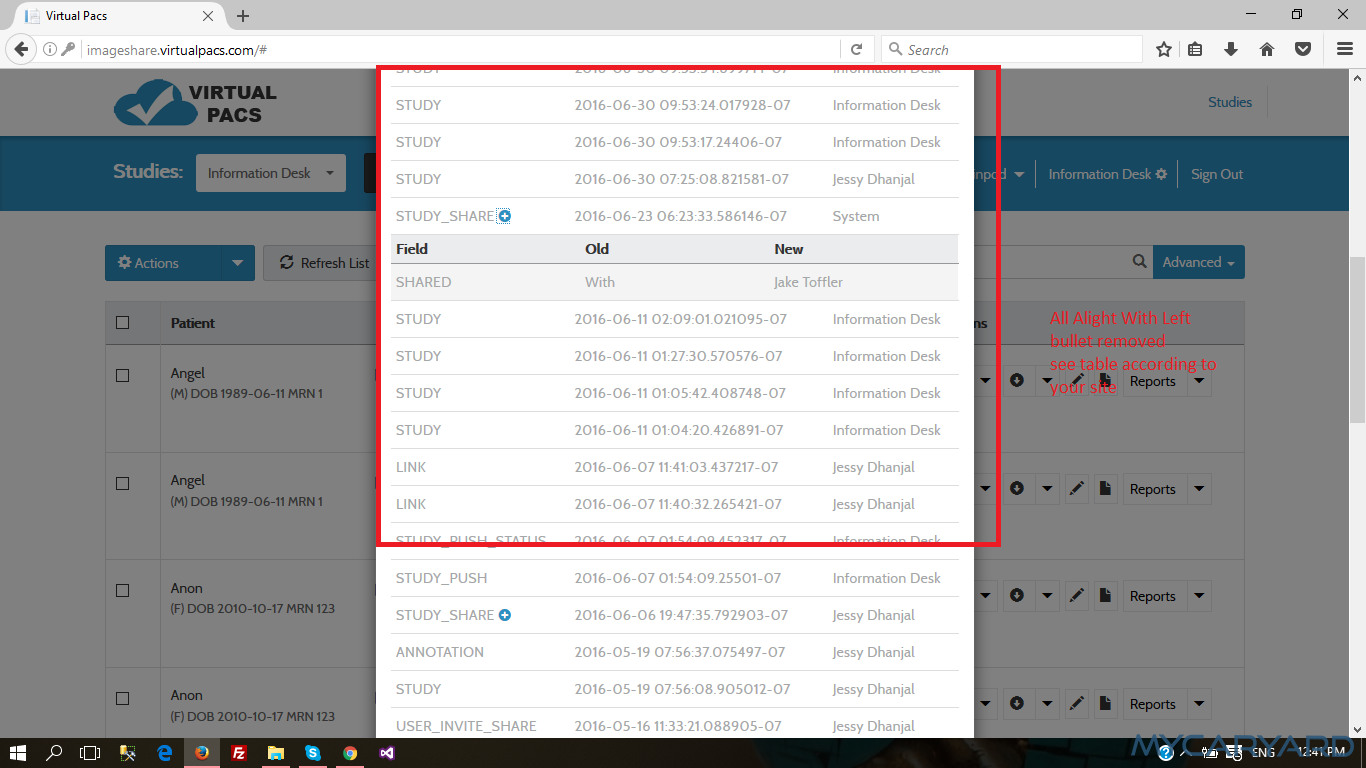 Virtual Pacs
imageshare.virtualpacs.com/#
Search
VIRTUAL
PACS
Studies
Studies:
Information Desk
Information Desk
Sign Out
Actions
Refresh List
Advanced
Patient
Angel
(M) DOB 1989-06-11 MRN 1
Reports
Angel
(M) DOB 1989-06-11 MRN 1
Reports
Anon
(F) DOB 2010-10-17 MRN 123
Reports
Anon
(F) DOB 2010-10-17 MRN 123
Reports
STUDY Information Desk
STUDY 2016-06-30 09:53:24.017928-07 Information Desk
STUDY 2016-06-30 09:53:17.24406-07 Information Desk
STUDY 2016-06-30 07:25:08.821581-07 Jessy Dhanjal
STUDY_SHARE 2016-06-23 06:23:33.586146-07 System
Field Old New
SHARED With Jake Toffler
STUDY 2016-06-11 02:09:01.021095-07 Information Desk
STUDY 2016-06-11 01:27:30.570576-07 Information Desk
STUDY 2016-06-11 01:05:42.408748-07 Information Desk
STUDY 2016-06-11 01:04:20.426891-07 Information Desk
LINK 2016-06-07 11:41:03.437217-07 Jessy Dhanjal
LINK 2016-06-07 11:40:32.265421-07 Jessy Dhanjal
STUDY_PUSH_STATUS 2016-06-07 01:54:09.452317-07 Information Desk
STUDY_PUSH 2016-06-07 01:54:09.25501-07 Information Desk
STUDY_SHARE 2016-06-06 19:47:35.792903-07 Jessy Dhanjal
ANNOTATION 2016-05-19 07:56:37.075497-07 Jessy Dhanjal
STUDY 2016-05-19 07:56:08.905012-07 Jessy Dhanjal
USER_INVITE_SHARE 2016-05-16 11:33:21.088905-07 Jessy Dhanjal
All Alight With Left
bullet removed
see table according to
your site
ENG
12:41 PM
MYCARYARD